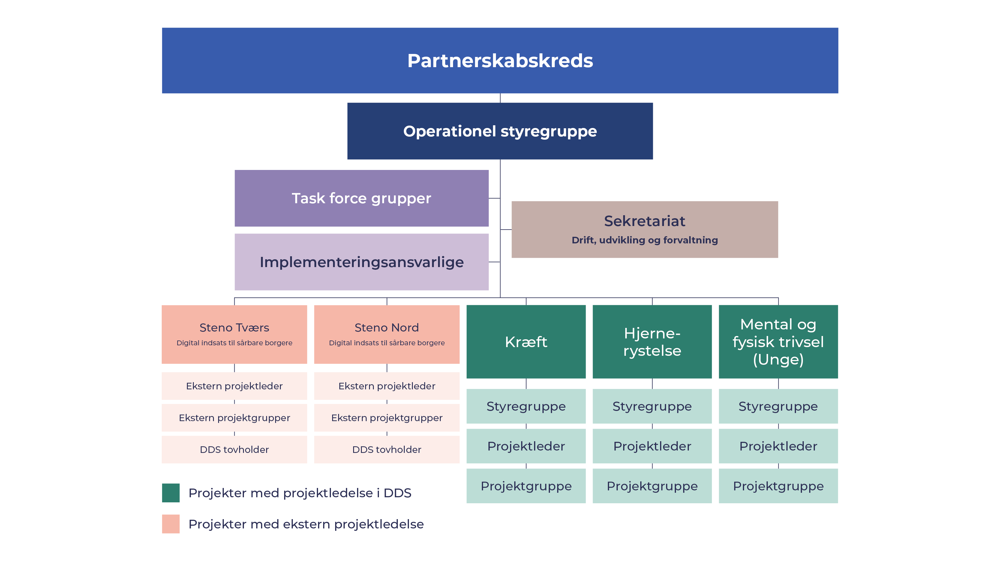 Partnerskabskreds
Operationel styregruppe
Task force grupper
Sekretariat
Drift, udvikling og forvaltning
Implementeringsansvarlige
Steno Tværs
Digital indsats til sårbare borgere
Ekstern projektleder
Ekstern projektgrupper
DDS tovholder
Steno Nord
Digital indsats til sårbare borgere
Ekstern projektleder
Ekstern projektgrupper
DDS tovholder
Kræft
Styregruppe
Projektleder
Projektgruppe
Hjerne-
rystelse
Styregruppe
Projektleder
Projektgruppe
Mental og
fysisk trivsel
(Unge)
Styregruppe
Projektleder
Projektgruppe
Projekter med projektledelse i DDS
Projekter med ekstern projektledelse